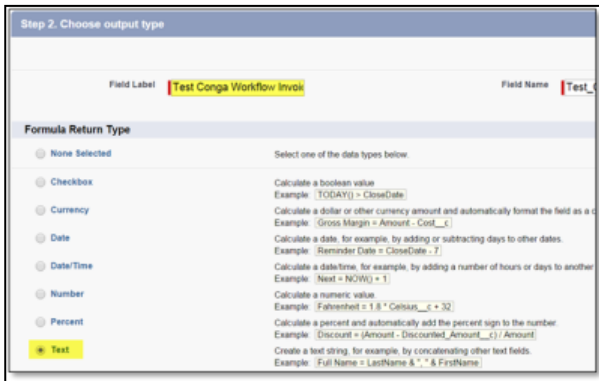 Step 2. Choose output type
Field Label Test Conga Workflow Invoi Field Name Test_C
Formula Return Type
None Selected Select one of the data types below.
Checkbox Calculate a boolean value
Example: TODAY() > CloseDate
Currency Calculate a dollar or other currency amount and automatically format the field as a c
Example: Gross Margin = Amount - Cost__c
Date Calculate a date, for example, by adding or subtracting days to other dates.
Example: Reminder Date = CloseDate - 7
Date/Time Calculate a date/time, for example, by adding a number of hours or days to another
Example: Next = NOW() + 1
Number Calculate a numeric value.
Example: Fahrenheit = 1.8 * Celsius__c + 32
Percent Calculate a percent and automatically add the percent sign to the number.
Example: Discount = (Amount - Discounted_Amount__c) / Amount
Text Create a text string, for example, by concatenating other text fields.
Example: Full Name = LastName & ", " & FirstName